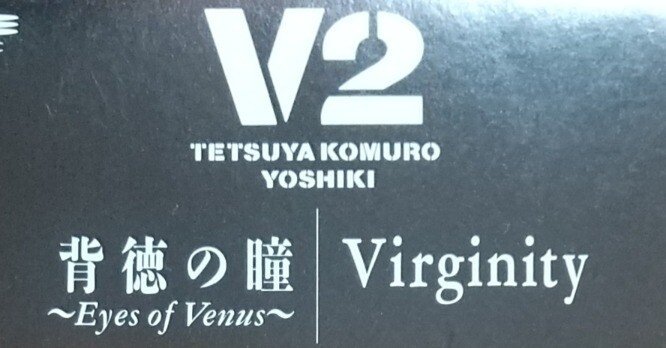 V2
TETSUYA KOMURO
YOSHIKI
背徳の瞳
~Eyes of Venus~
Virginity